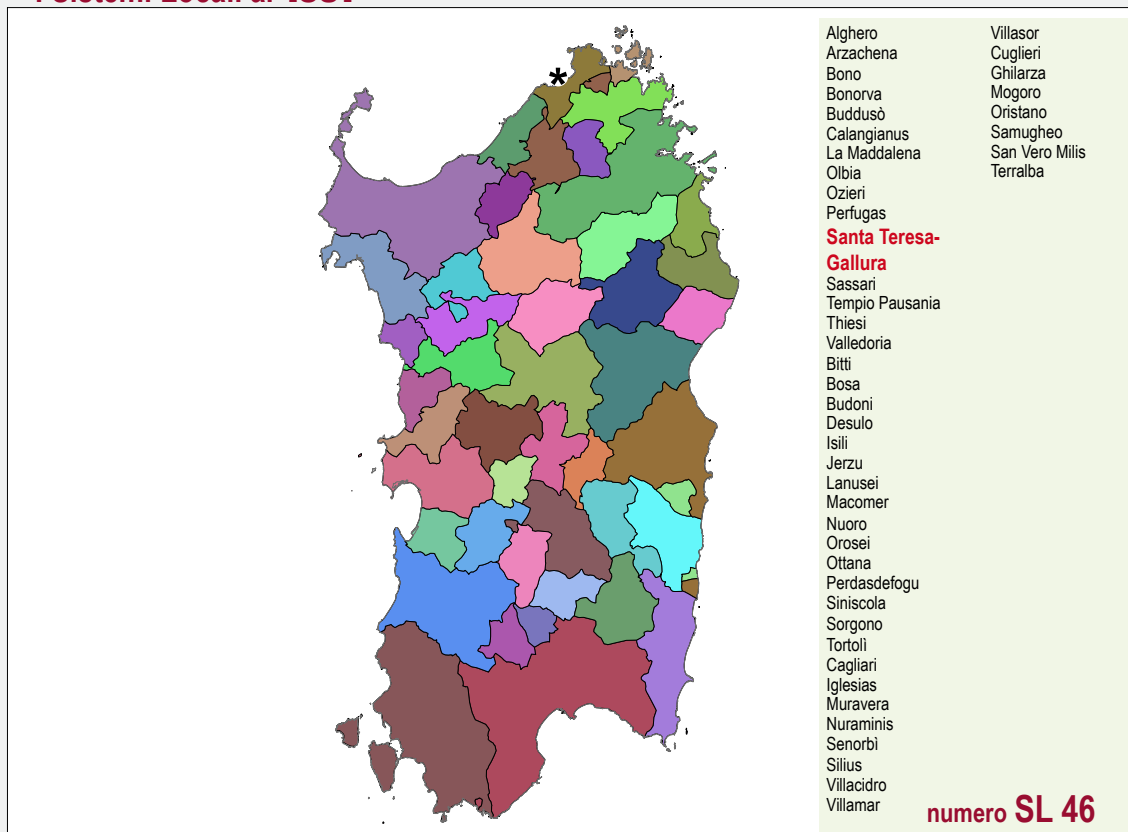 *
Alghero
Arzachena
Bono
Bonorva
Buddusò
Calangianus
La Maddalena
Olbia
Ozieri
Perfugas
Santa Teresa-
Gallura
Sassari
Tempio Pausania
Thiesi
Valledoria
Bitti
Bosa
Budoni
Desulo
Isili
Jerzu
Lanusei
Macomer
Nuoro
Orosei
Ottana
Perdasdefogu
Siniscola
Sorgono
Tortolì
Cagliari
Iglesias
Muravera
Nuraminis
Senorbì
Silius
Villacidro
Villamar
Villasor
Cuglieri
Ghilarza
Mogoro
Oristano
Samugheo
San Vero Milis
Terralba
numero SL 46